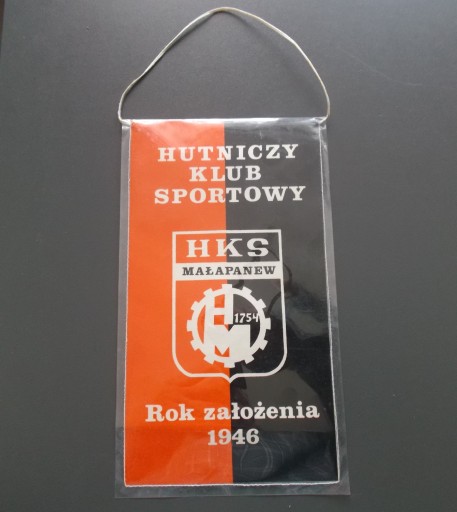 HUTNICZY
KLUB
SPORTOWY
HKS
MAŁAPANEW
H 1754
M
Rok założenia
1946